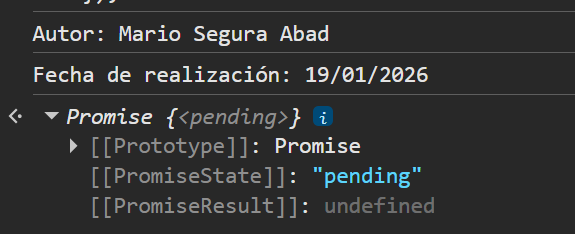 Autor: Mario Segura Abad
Fecha de realización: 19/01/2026
Promise {<pending>} i
[[Prototype]]: Promise
[[PromiseState]]: "pending"
[[PromiseResult]]: undefined